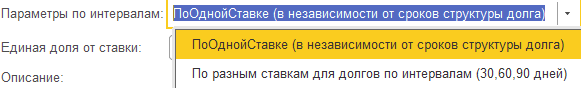 Параметры по интервалам: ПоОднойСтавке (в независимости от сроков структуры долга)
ПоОднойСтавке (в независимости от сроков структуры долга)
Единая доля от ставки:
По разным ставкам для долгов по интервалам (30,60,90 дней)
Описание: